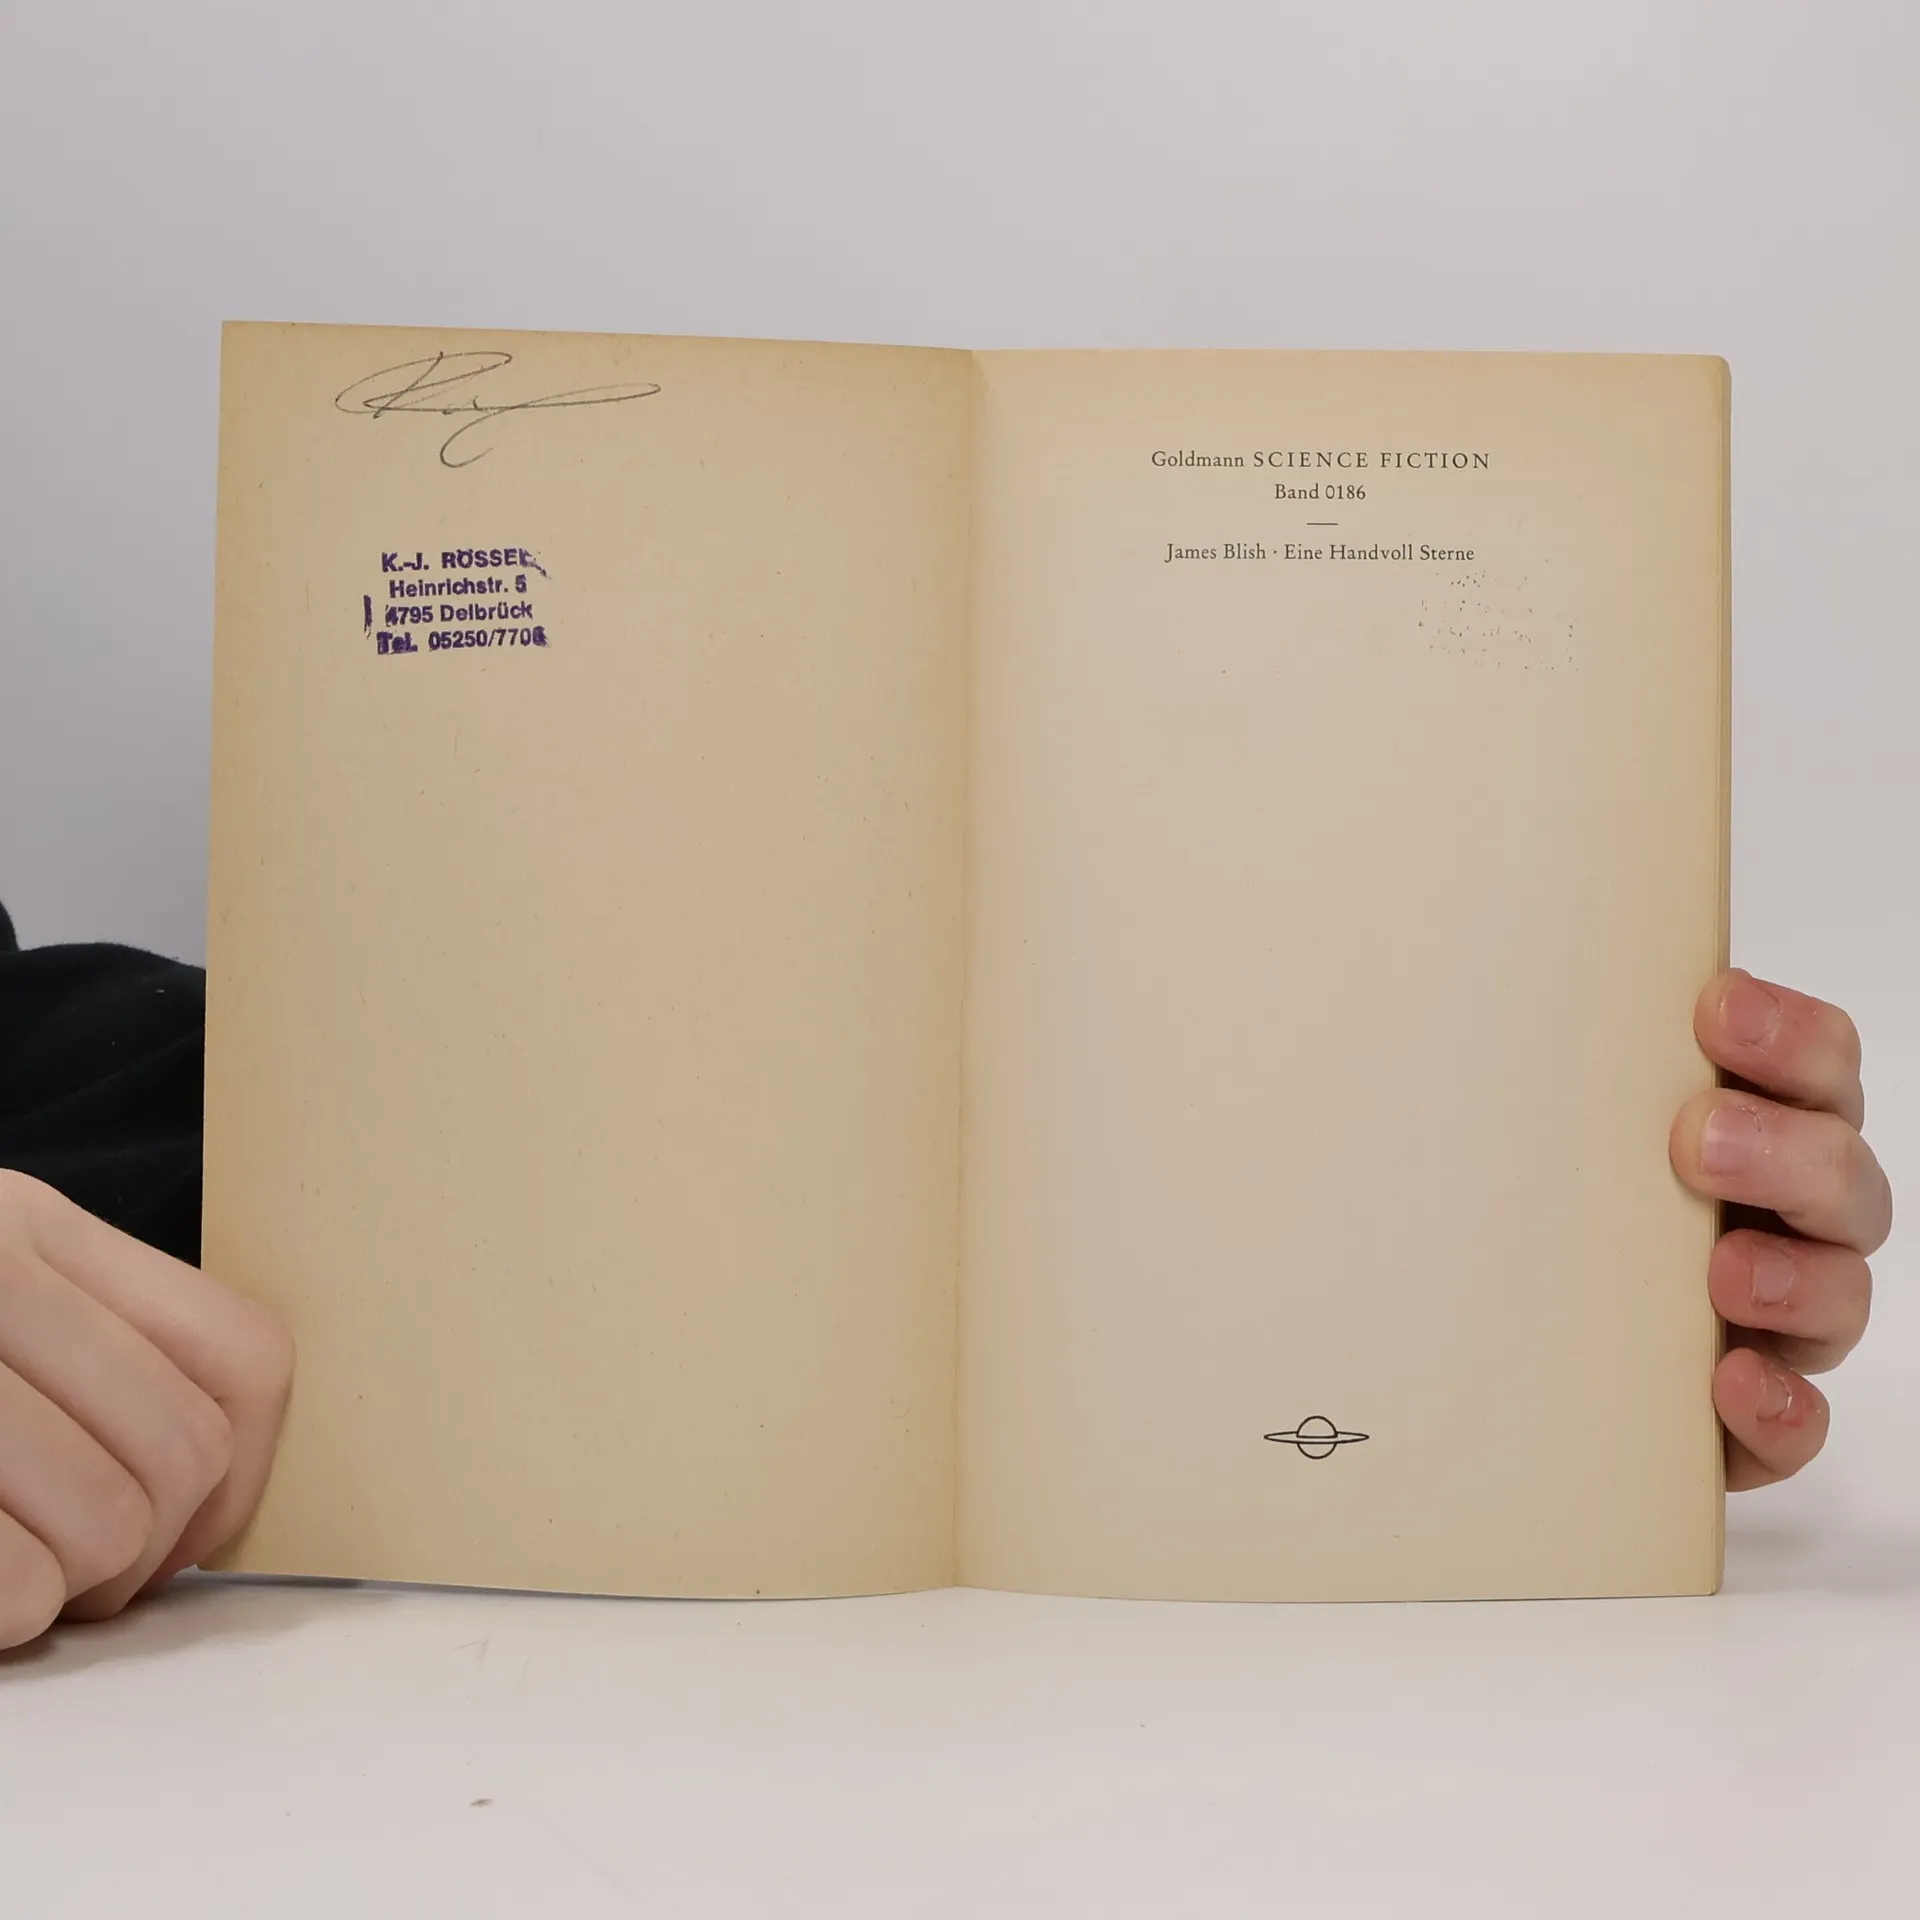 K.-J. RÖSSEL
Heinrichstr. 5
4795 Delbrück
Tel. 05250/7706
Goldmann SCIENCE FICTION
Band 0186
James Blish · Eine Handvoll Sterne